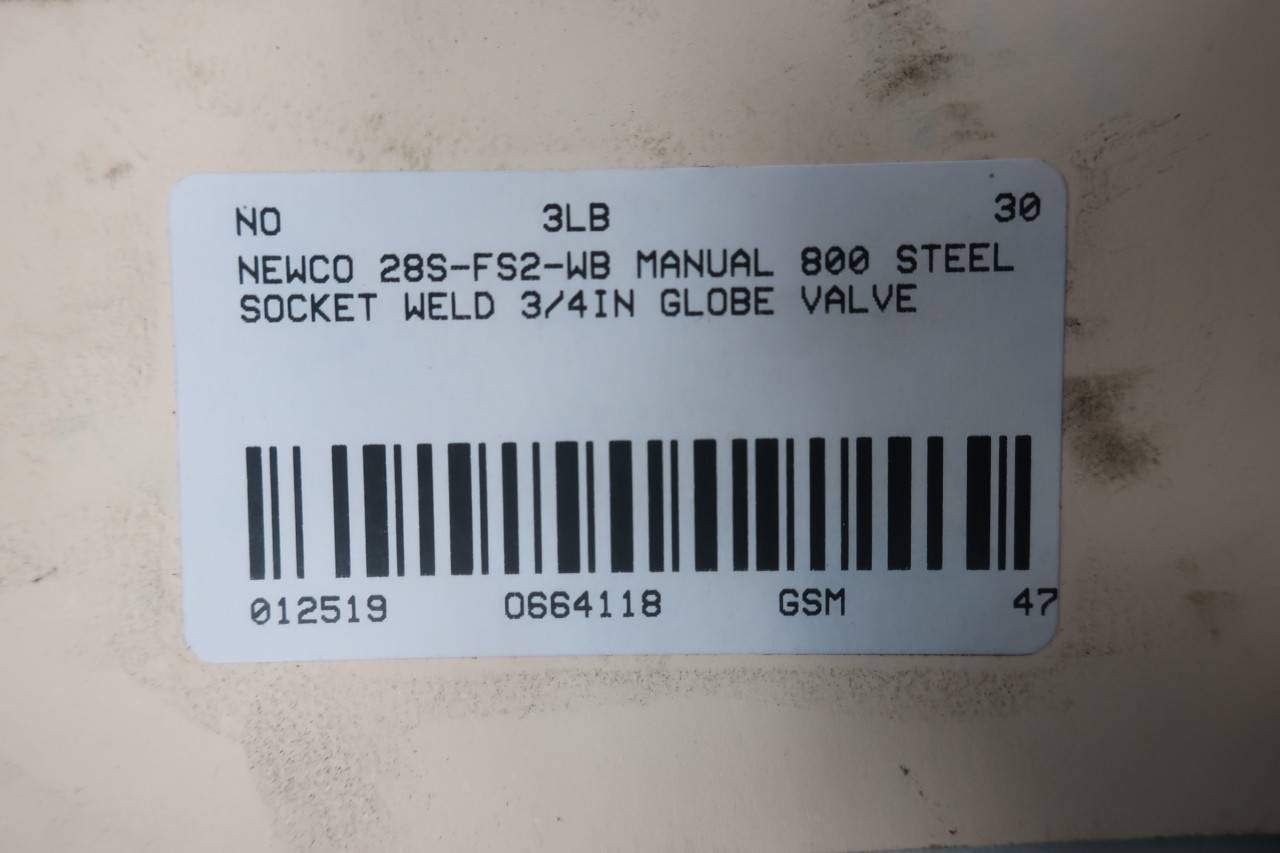 NO 3LB 30
NEWCO 28S-FS2-WB MANUAL 800 STEEL
SOCKET WELD 3/4IN GLOBE VALVE
012519 0664118 GSM 47